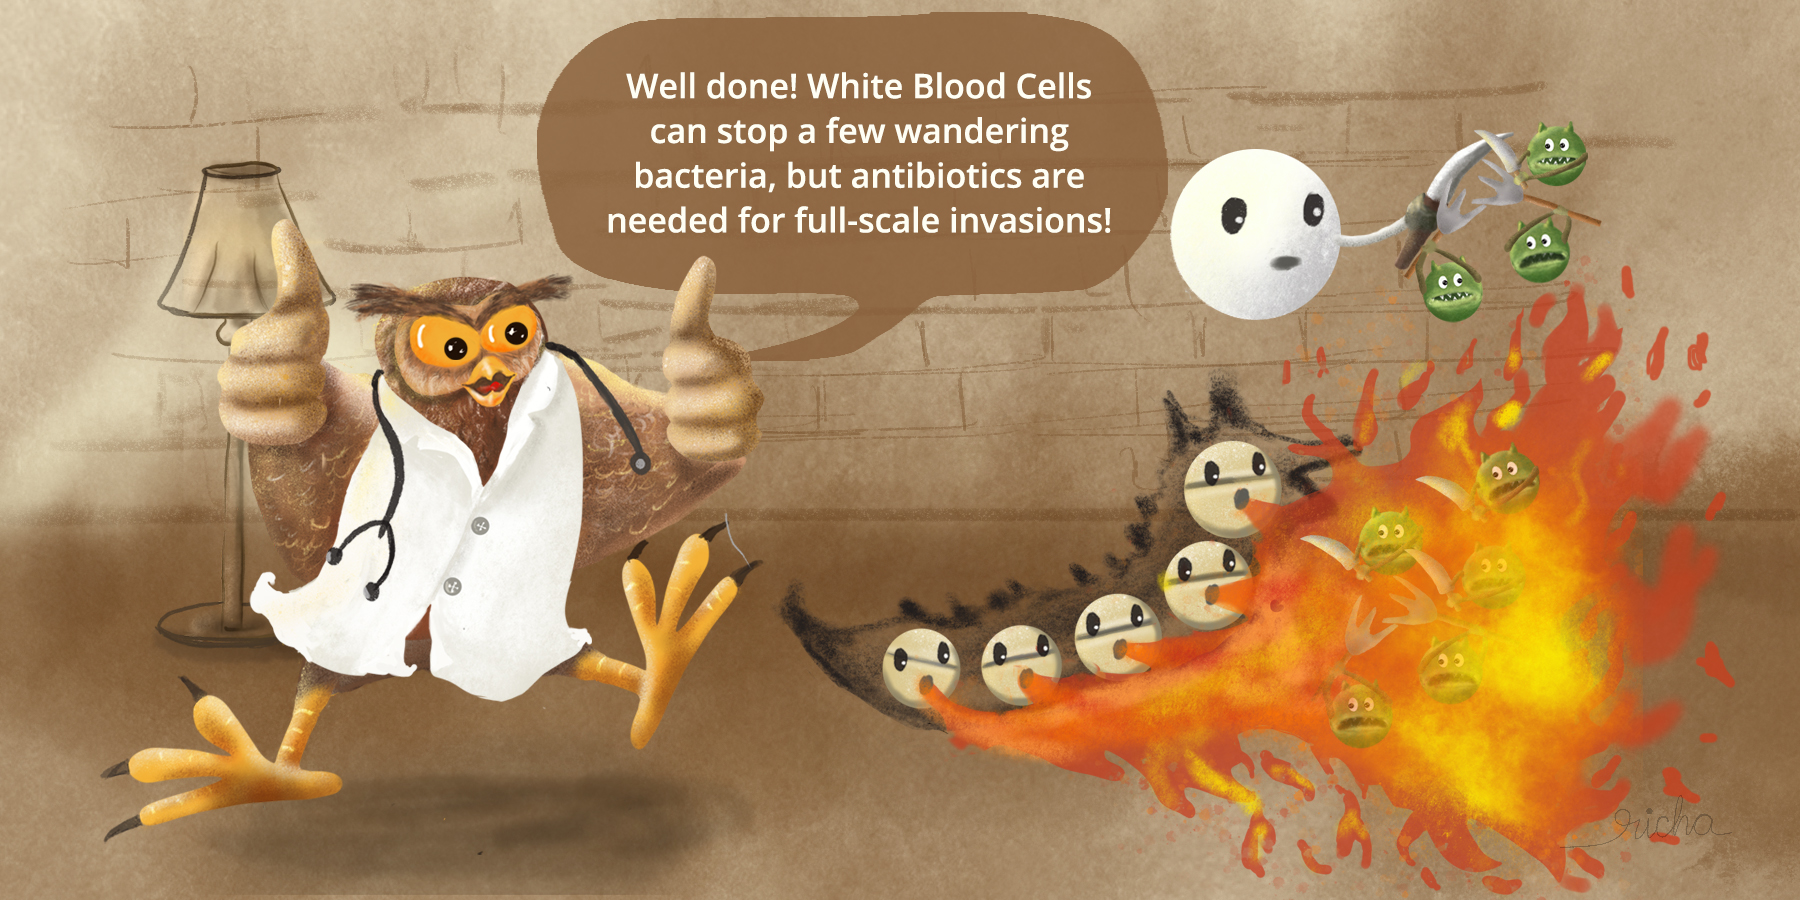 Well done! White Blood Cells
can stop a few wandering
bacteria, but antibiotics are
needed for full-scale invasions!
richa